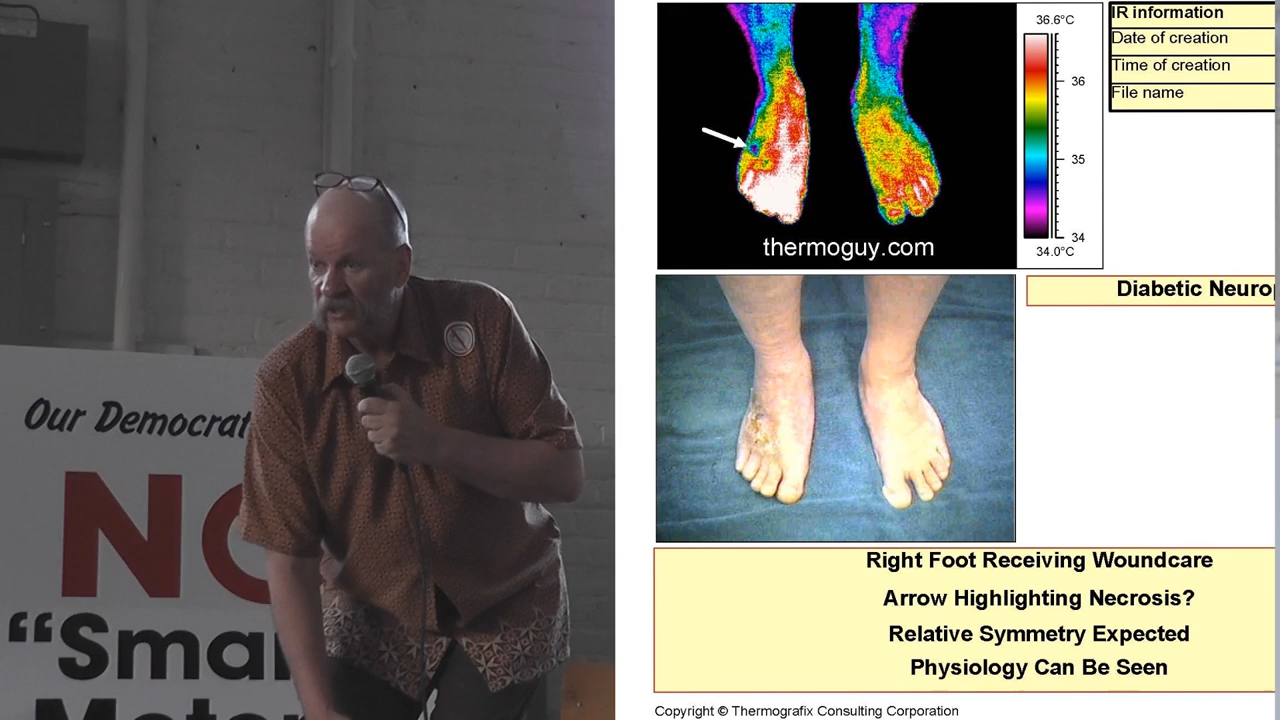 Our Democrat
NO
“Smar
Meter
36.6°C
36
35
34
34.0°C
thermoguy.com
IR information
Date of creation
Time of creation
File name
Diabetic Neurop
Right Foot Receiving Woundcare
Arrow Highlighting Necrosis?
Relative Symmetry Expected
Physiology Can Be Seen
Copyright © Thermografix Consulting Corporation